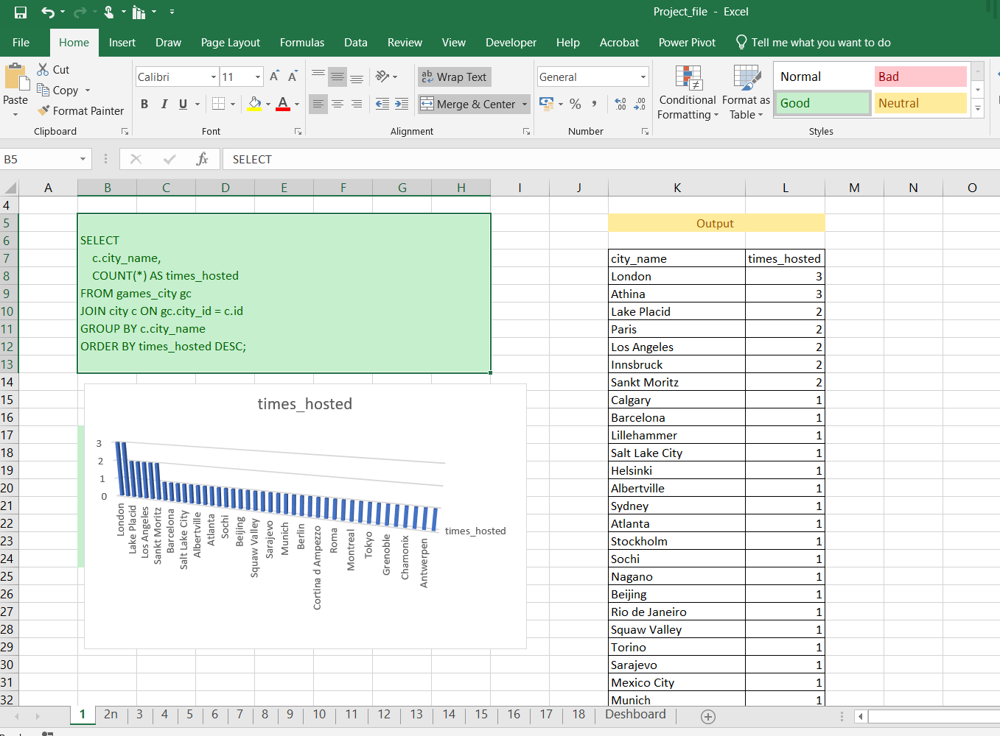 Project_file - Excel
File Home Insert Draw Page Layout Formulas Data Review View Developer Help Acrobat Power Pivot Tell me what you want to do
Paste
Cut
Copy
Format Painter
Clipboard
Calibri 11
B I U A
Font
Wrap Text
Merge & Center
Alignment
General
% ,
Number
Conditional Formatting
Format as Table
Normal Bad
Good Neutral
Styles
B5 fx SELECT
A B C D E F G H I J K L M N O
4
5
6
7
8
9
10
11
12
13
14
15
16
17
18
19
20
21
22
23
24
25
26
27
28
29
30
31
32
SELECT
c.city_name,
COUNT(*) AS times_hosted
FROM games_city gc
JOIN city c ON gc.city_id = c.id
GROUP BY c.city_name
ORDER BY times_hosted DESC;
times_hosted
3
2
1
0
London
Lake Placid
Los Angeles
Sankt Moritz
Barcelona
Salt Lake City
Albertville
Atlanta
Sochi
Beijing
Squaw Valley
Sarajevo
Munich
Berlin
Cortina d Ampezzo
Roma
Montreal
Tokyo
Grenoble
Chamonix
Antwerpen
times_hosted
Output
city_name times_hosted
London 3
Athina 3
Lake Placid 2
Paris 2
Los Angeles 2
Innsbruck 2
Sankt Moritz 2
Calgary 1
Barcelona 1
Lillehammer 1
Salt Lake City 1
Helsinki 1
Albertville 1
Sydney 1
Atlanta 1
Stockholm 1
Sochi 1
Nagano 1
Beijing 1
Rio de Janeiro 1
Squaw Valley 1
Torino 1
Sarajevo 1
Mexico City 1
Munich 1
1 2n 3 4 5 6 7 8 9 10 11 12 13 14 15 16 17 18 Deshboard